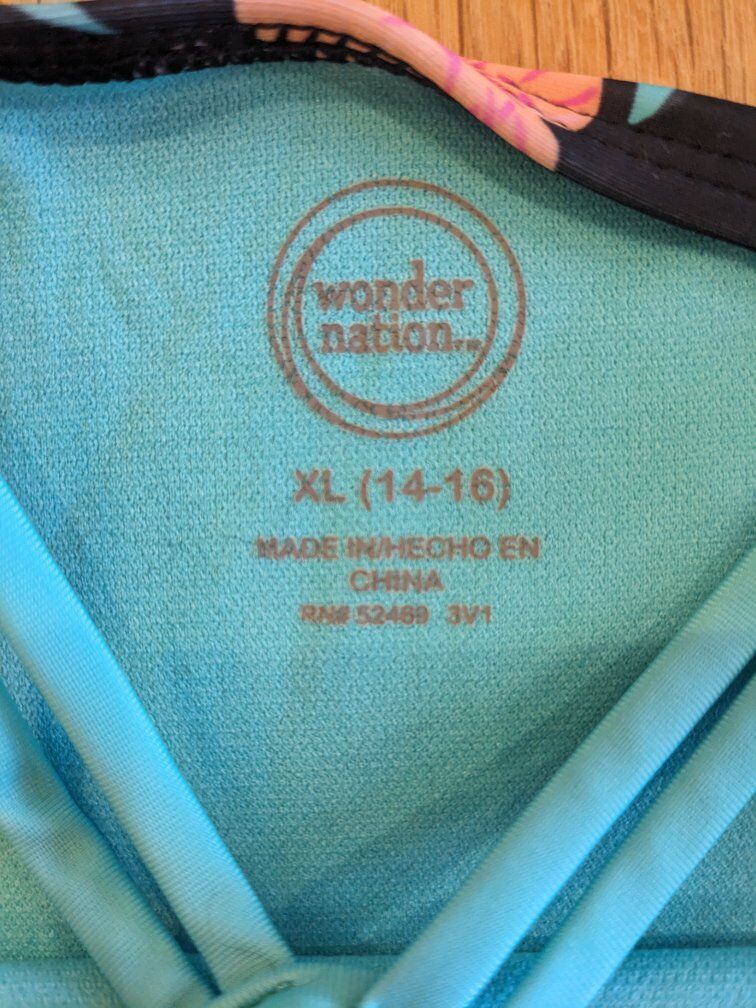 wonder
nation
XL (14-16)
MADE IN/HECHO EN
CHINA
RN# 52469 3V1